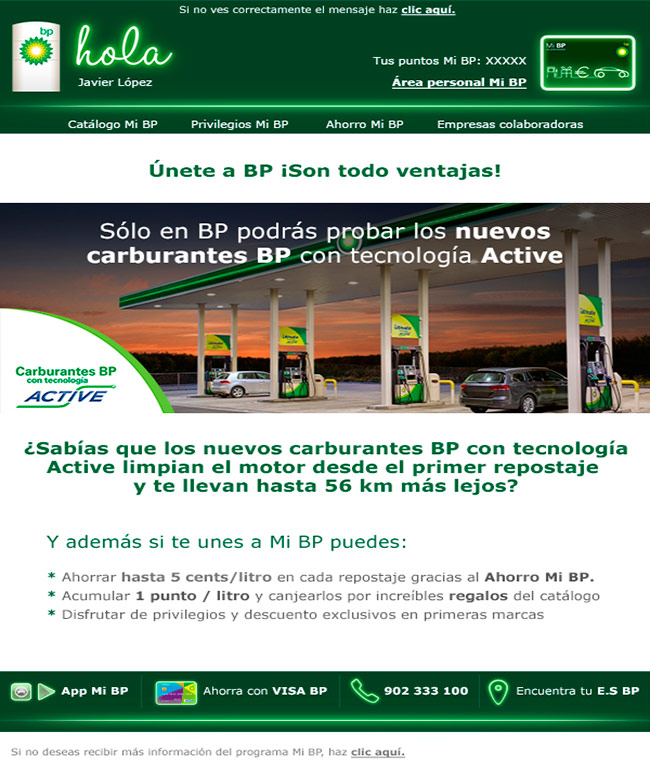 Si no ves correctamente el mensaje haz clic aquí.
bp
hola
Javier López
Tus puntos Mi BP: XXXXX
Área personal Mi BP
Mi BP
Catálogo Mi BP Privilegios Mi BP Ahorro Mi BP Empresas colaboradoras
Únete a BP ¡Son todo ventajas!
Sólo en BP podrás probar los nuevos
carburantes BP con tecnología Active
Carburantes BP
con tecnología
ACTIVE
¿Sabías que los nuevos carburantes BP con tecnología
Active limpian el motor desde el primer repostaje
y te llevan hasta 56 km más lejos?
Y además si te unes a Mi BP puedes:
* Ahorrar hasta 5 cents/litro en cada repostaje gracias al Ahorro Mi BP.
* Acumular 1 punto / litro y canjearlos por increíbles regalos del catálogo
* Disfrutar de privilegios y descuento exclusivos en primeras marcas
App Mi BP Ahorra con VISA BP 902 333 100 Encuentra tu E.S BP
Si no deseas recibir más información del programa Mi BP, haz clic aquí.